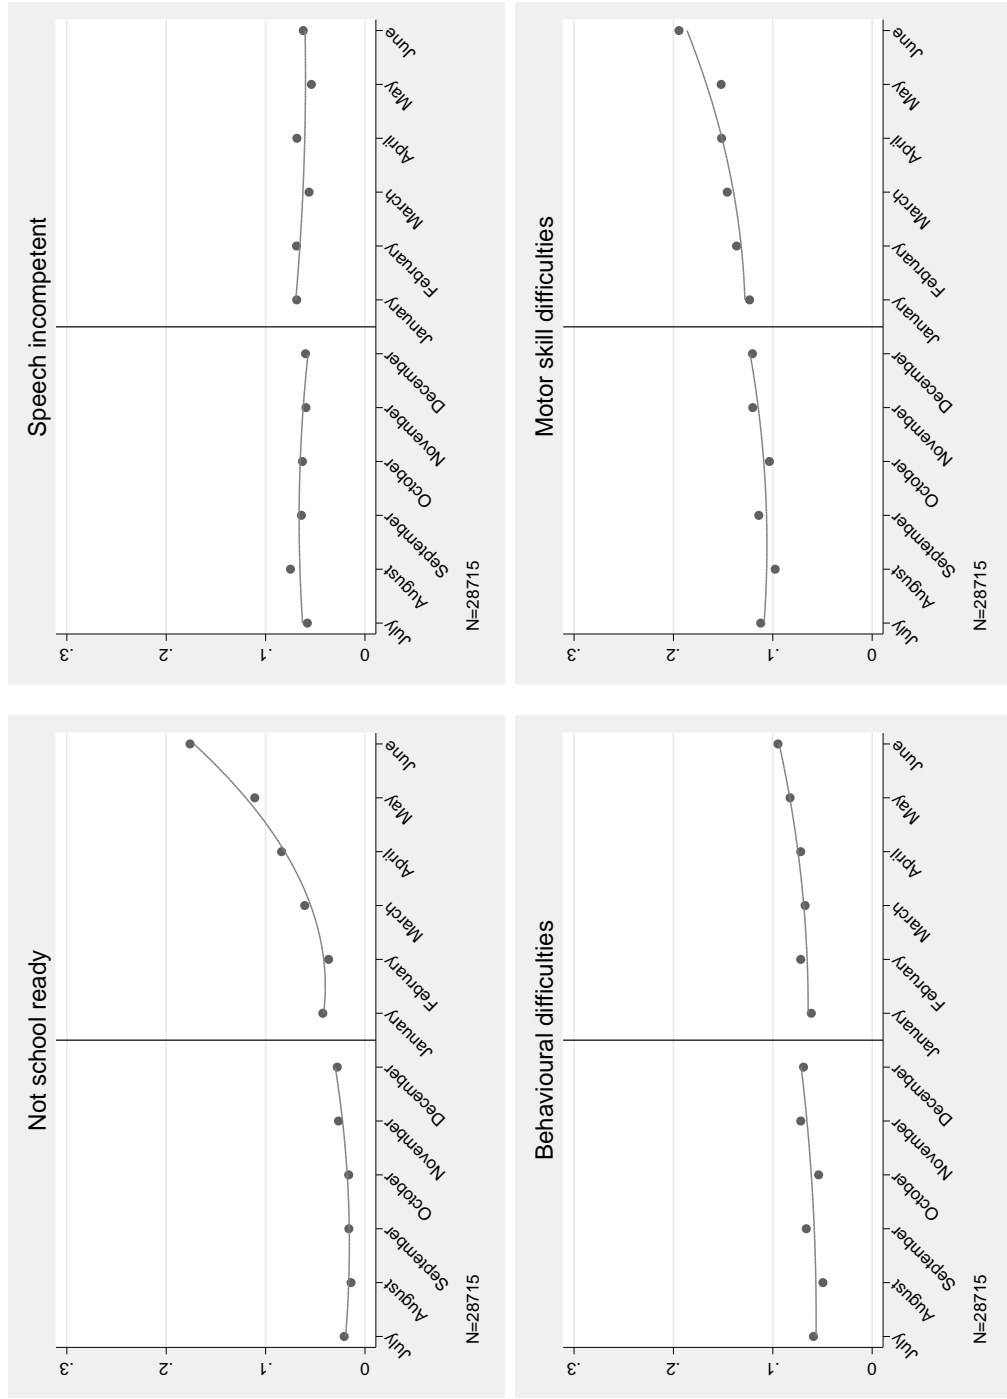 Not school ready
.3
.2
.1
0
July
August
September
October
November
December
January
February
March
April
May
June
N=28715
Speech incompetent
.3
.2
.1
0
July
August
September
October
November
December
January
February
March
April
May
June
N=28715
Behavioural difficulties
.3
.2
.1
0
July
August
September
October
November
December
January
February
March
April
May
June
N=28715
Motor skill difficulties
.3
.2
.1
0
July
August
September
October
November
December
January
February
March
April
May
June
N=28715